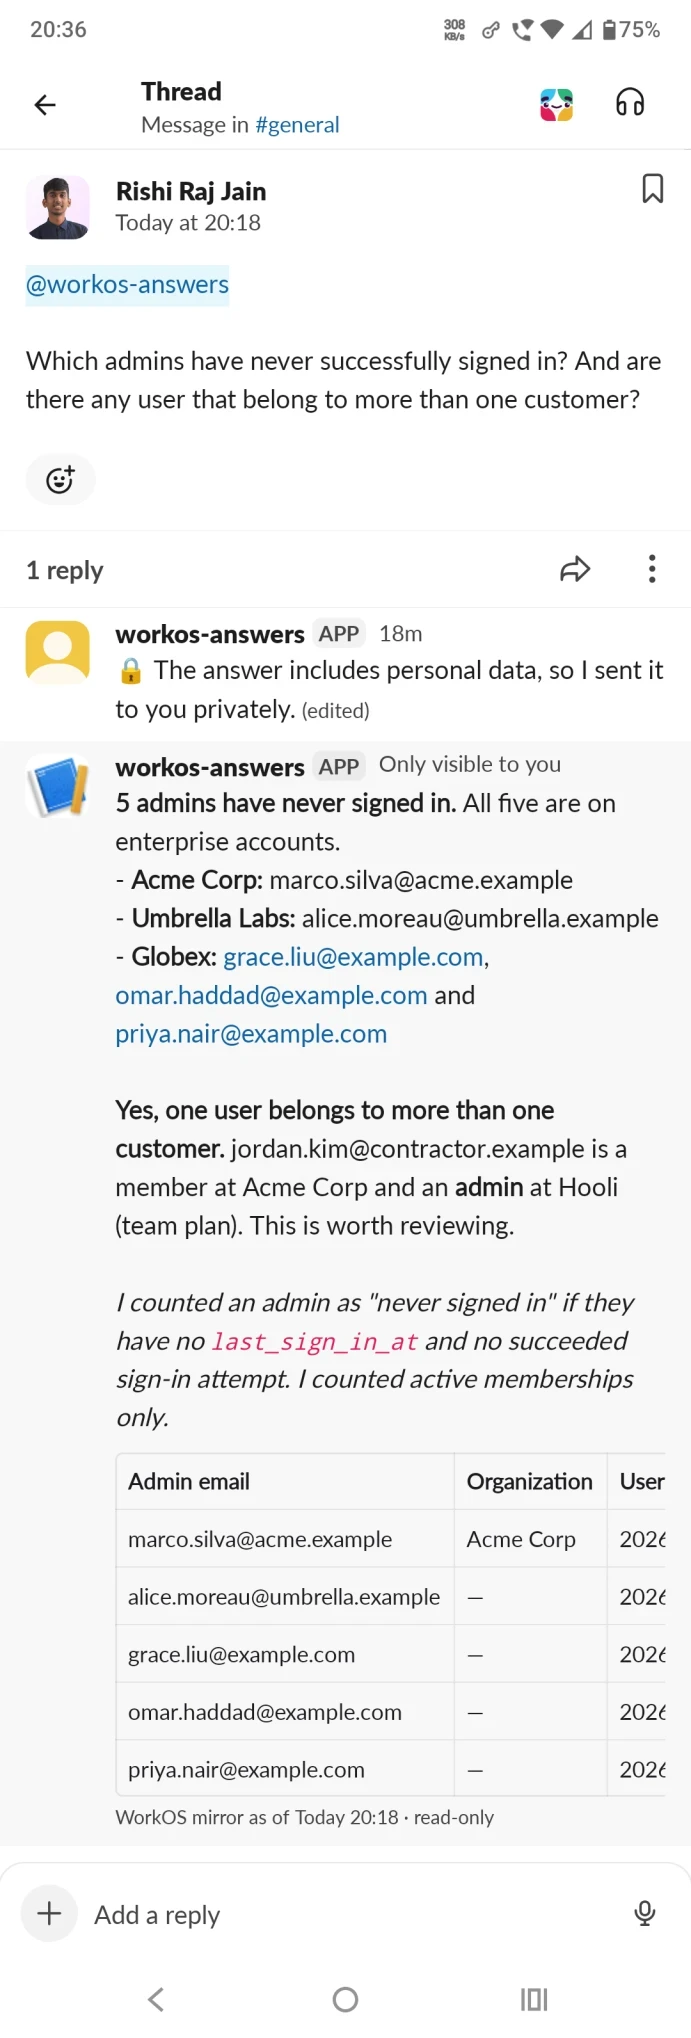 20:36
308 KB/s
75%
Thread
Message in #general
Rishi Raj Jain
Today at 20:18
@workos-answers
Which admins have never successfully signed in? And are
there any user that belong to more than one customer?
1 reply
workos-answers APP 18m
🔒 The answer includes personal data, so I sent it
to you privately. (edited)
workos-answers APP Only visible to you
5 admins have never signed in. All five are on
enterprise accounts.
- Acme Corp: marco.silva@acme.example
- Umbrella Labs: alice.moreau@umbrella.example
- Globex: grace.liu@example.com,
omar.haddad@example.com and
priya.nair@example.com
Yes, one user belongs to more than one
customer. jordan.kim@contractor.example is a
member at Acme Corp and an admin at Hooli
(team plan). This is worth reviewing.
I counted an admin as "never signed in" if they
have no last_sign_in_at and no succeeded
sign-in attempt. I counted active memberships
only.
Admin email Organization User
marco.silva@acme.example Acme Corp 2026
alice.moreau@umbrella.example — 2026
grace.liu@example.com — 2026
omar.haddad@example.com — 2026
priya.nair@example.com — 2026
WorkOS mirror as of Today 20:18 · read-only
Add a reply